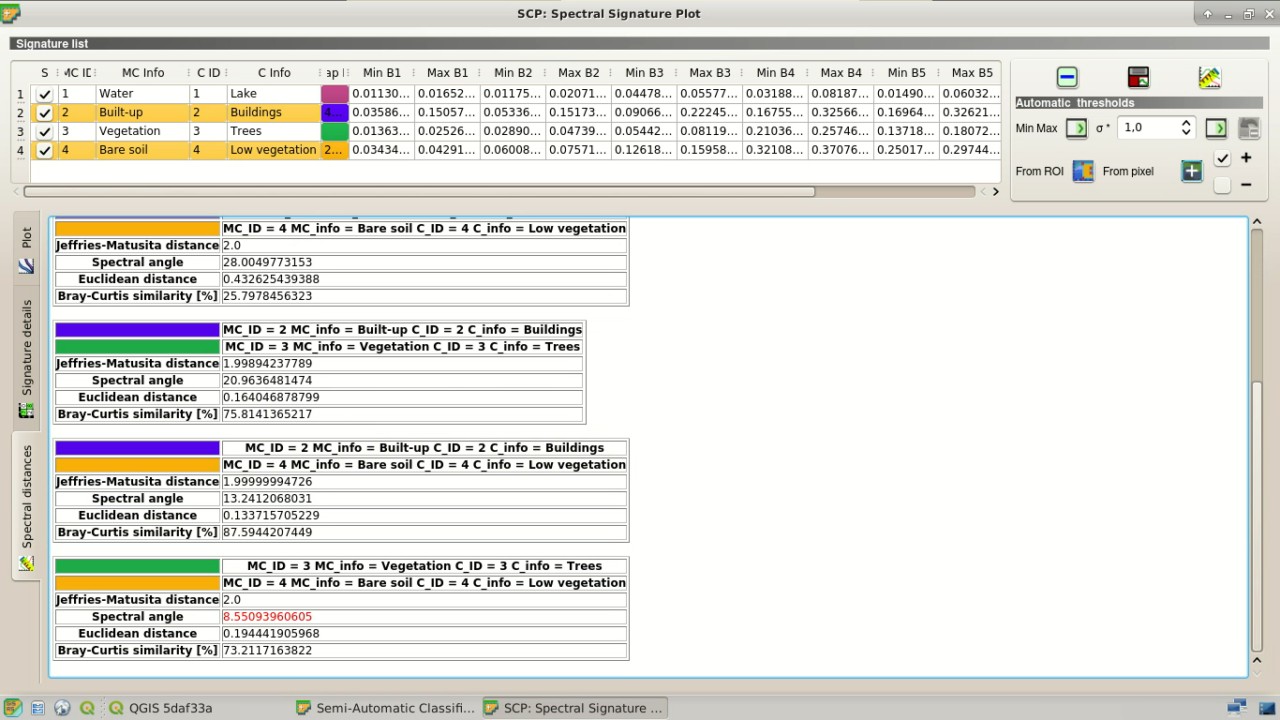 SCP: Spectral Signature Plot
Signature list
S MC Info C ID C Info Min B1 Max B1 Min B2 Max B2 Min B3 Max B3 Min B4 Max B4 Min B5 Max B5
1 1 Water 1 Lake 0.01130... 0.01652... 0.01175... 0.02071... 0.04478... 0.05577... 0.03188... 0.08187... 0.01490... 0.06032...
2 2 Built-up 2 Buildings 4... 0.03586... 0.15057... 0.05336... 0.15173... 0.09066... 0.22245... 0.16755... 0.32566... 0.16964... 0.32621...
3 3 Vegetation 3 Trees 0.01363... 0.02526... 0.02890... 0.04739... 0.05442... 0.08119... 0.21036... 0.25746... 0.13718... 0.18072...
4 4 Bare soil 4 Low vegetation 2... 0.03434... 0.04291... 0.06008... 0.07571... 0.12618... 0.15958... 0.32108... 0.37076... 0.25017... 0.29744...
Automatic thresholds
Min Max σ * 1,0
From ROI From pixel + −
Plot
Signature details
Spectral distances
MC_ID = 4 MC_info = Bare soil C_ID = 4 C_info = Low vegetation
Jeffries-Matusita distance 2.0
Spectral angle 28.0049773153
Euclidean distance 0.432625439388
Bray-Curtis similarity [%] 25.7978456323
MC_ID = 2 MC_info = Built-up C_ID = 2 C_info = Buildings
MC_ID = 3 MC_info = Vegetation C_ID = 3 C_info = Trees
Jeffries-Matusita distance 1.99894237789
Spectral angle 20.9636481474
Euclidean distance 0.164046878799
Bray-Curtis similarity [%] 75.8141365217
MC_ID = 2 MC_info = Built-up C_ID = 2 C_info = Buildings
MC_ID = 4 MC_info = Bare soil C_ID = 4 C_info = Low vegetation
Jeffries-Matusita distance 1.99999994726
Spectral angle 13.2412068031
Euclidean distance 0.133715705229
Bray-Curtis similarity [%] 87.5944207449
MC_ID = 3 MC_info = Vegetation C_ID = 3 C_info = Trees
MC_ID = 4 MC_info = Bare soil C_ID = 4 C_info = Low vegetation
Jeffries-Matusita distance 2.0
Spectral angle 8.55093960605
Euclidean distance 0.194441905968
Bray-Curtis similarity [%] 73.2117163822
QGIS 5daf33a Semi-Automatic Classifi... SCP: Spectral Signature ...